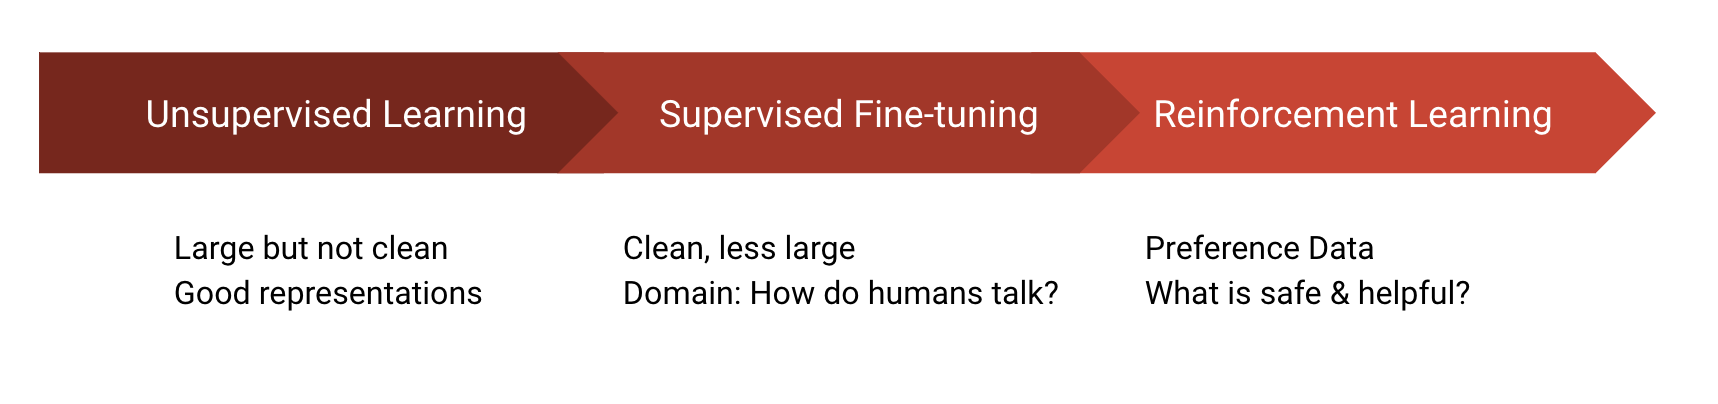 Unsupervised Learning
Supervised Fine-tuning
Reinforcement Learning
Large but not clean
Good representations
Clean, less large
Domain: How do humans talk?
Preference Data
What is safe & helpful?